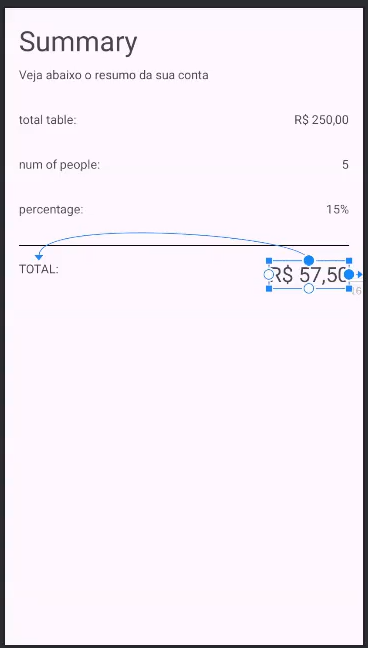 Summary
Veja abaixo o resumo da sua conta
total table: R$ 250,00
num of people: 5
percentage: 15%
TOTAL: R$ 57,50